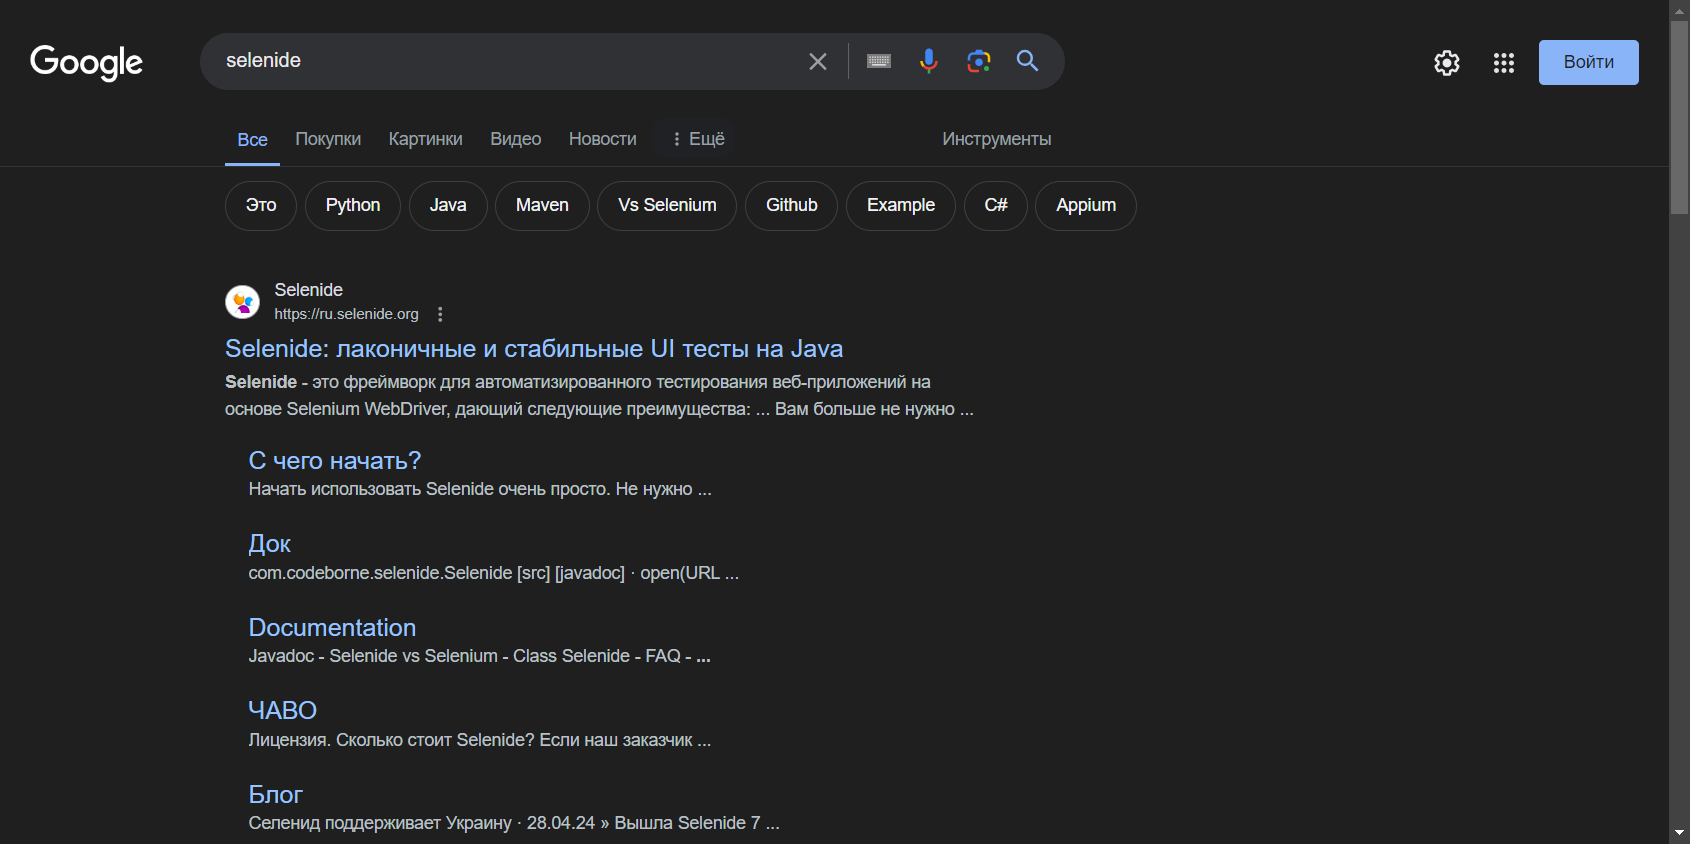 Google
selenide
Войти
Все Покупки Картинки Видео Новости Ещё Инструменты
Это Python Java Maven Vs Selenium Github Example C# Appium
Selenide
https://ru.selenide.org
Selenide: лаконичные и стабильные UI тесты на Java
Selenide - это фреймворк для автоматизированного тестирования веб-приложений на
основе Selenium WebDriver, дающий следующие преимущества: ... Вам больше не нужно ...
С чего начать?
Начать использовать Selenide очень просто. Не нужно ...
Док
com.codeborne.selenide.Selenide [src] [javadoc] · open(URL ...
Documentation
Javadoc - Selenide vs Selenium - Class Selenide - FAQ - ...
ЧАВО
Лицензия. Сколько стоит Selenide? Если наш заказчик ...
Блог
Селенид поддерживает Украину · 28.04.24 » Вышла Selenide 7 ...